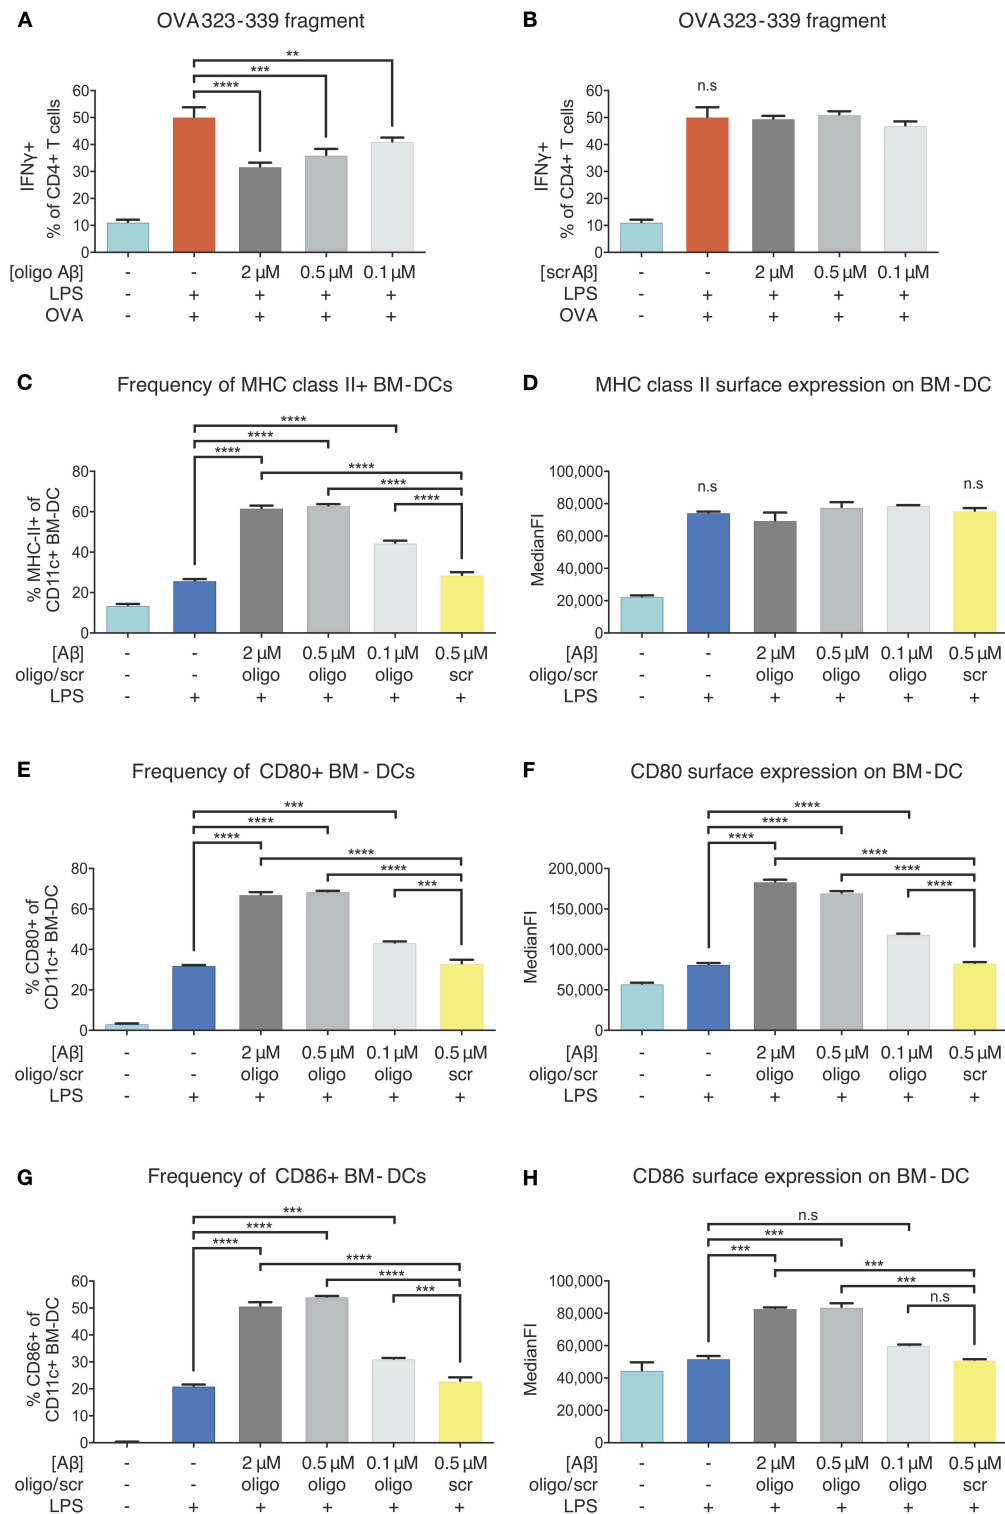 A OVA323-339 fragment
**
***
****
60
50
40
30
20
10
0
IFNγ+
% of CD4+ T cells
[oligo Aβ] - - 2 μM 0.5 μM 0.1 μM
LPS - + + + +
OVA - + + + +
B OVA323-339 fragment
n.s
60
50
40
30
20
10
0
IFNγ+
% of CD4+ T cells
[scrAβ] - - 2 μM 0.5 μM 0.1 μM
LPS - + + + +
OVA - + + + +
C Frequency of MHC class II+ BM-DCs
****
****
****
****
****
****
80
60
40
20
0
% MHC-II+ of
CD11c+ BM-DC
[Aβ] - - 2 μM 0.5 μM 0.1 μM 0.5 μM
oligo/scr - - oligo oligo oligo scr
LPS - + + + + +
D MHC class II surface expression on BM-DC
n.s n.s
100,000
80,000
60,000
40,000
20,000
0
MedianFI
[Aβ] - - 2 μM 0.5 μM 0.1 μM 0.5 μM
oligo/scr - - oligo oligo oligo scr
LPS - + + + + +
E Frequency of CD80+ BM- DCs
***
****
****
****
****
***
80
60
40
20
0
% CD80+ of
CD11c+ BM-DC
[Aβ] - - 2 μM 0.5 μM 0.1 μM 0.5 μM
oligo/scr - - oligo oligo oligo scr
LPS - + + + + +
F CD80 surface expression on BM-DC
****
****
****
****
****
****
200,000
150,000
100,000
50,000
0
MedianFI
[Aβ] - - 2 μM 0.5 μM 0.1 μM 0.5 μM
oligo/scr - - oligo oligo oligo scr
LPS - + + + + +
G Frequency of CD86+ BM-DCs
***
****
****
****
****
***
60
50
40
30
20
10
0
% CD86+ of
CD11c+ BM-DC
[Aβ] - - 2 μM 0.5 μM 0.1 μM 0.5 μM
oligo/scr - - oligo oligo oligo scr
LPS - + + + + +
H CD86 surface expression on BM-DC
n.s
***
***
***
***
n.s
100,000
80,000
60,000
40,000
20,000
0
MedianFI
[Aβ] - - 2 μM 0.5 μM 0.1 μM 0.5 μM
oligo/scr - - oligo oligo oligo scr
LPS - + + + + +